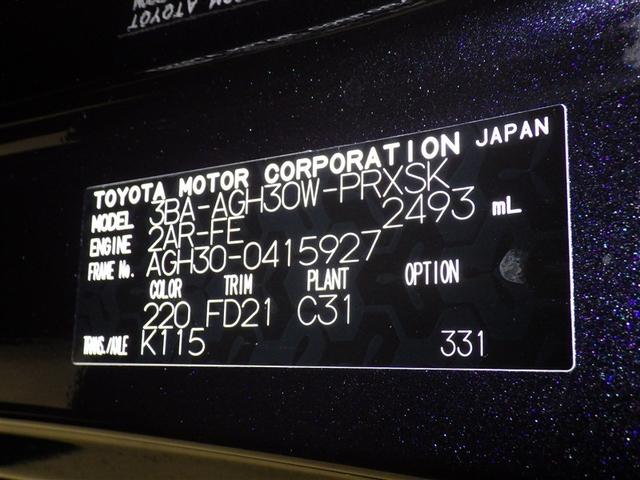 TOYOTA MOTOR CORPORATION JAPAN
MODEL 3BA-AGH30W-PRXSK
ENGINE 2AR-FE 2493 mL
FRAME No. AGH30-0415927
COLOR TRIM PLANT OPTION
220 FD21 C31
TRANS./AXLE K115 331